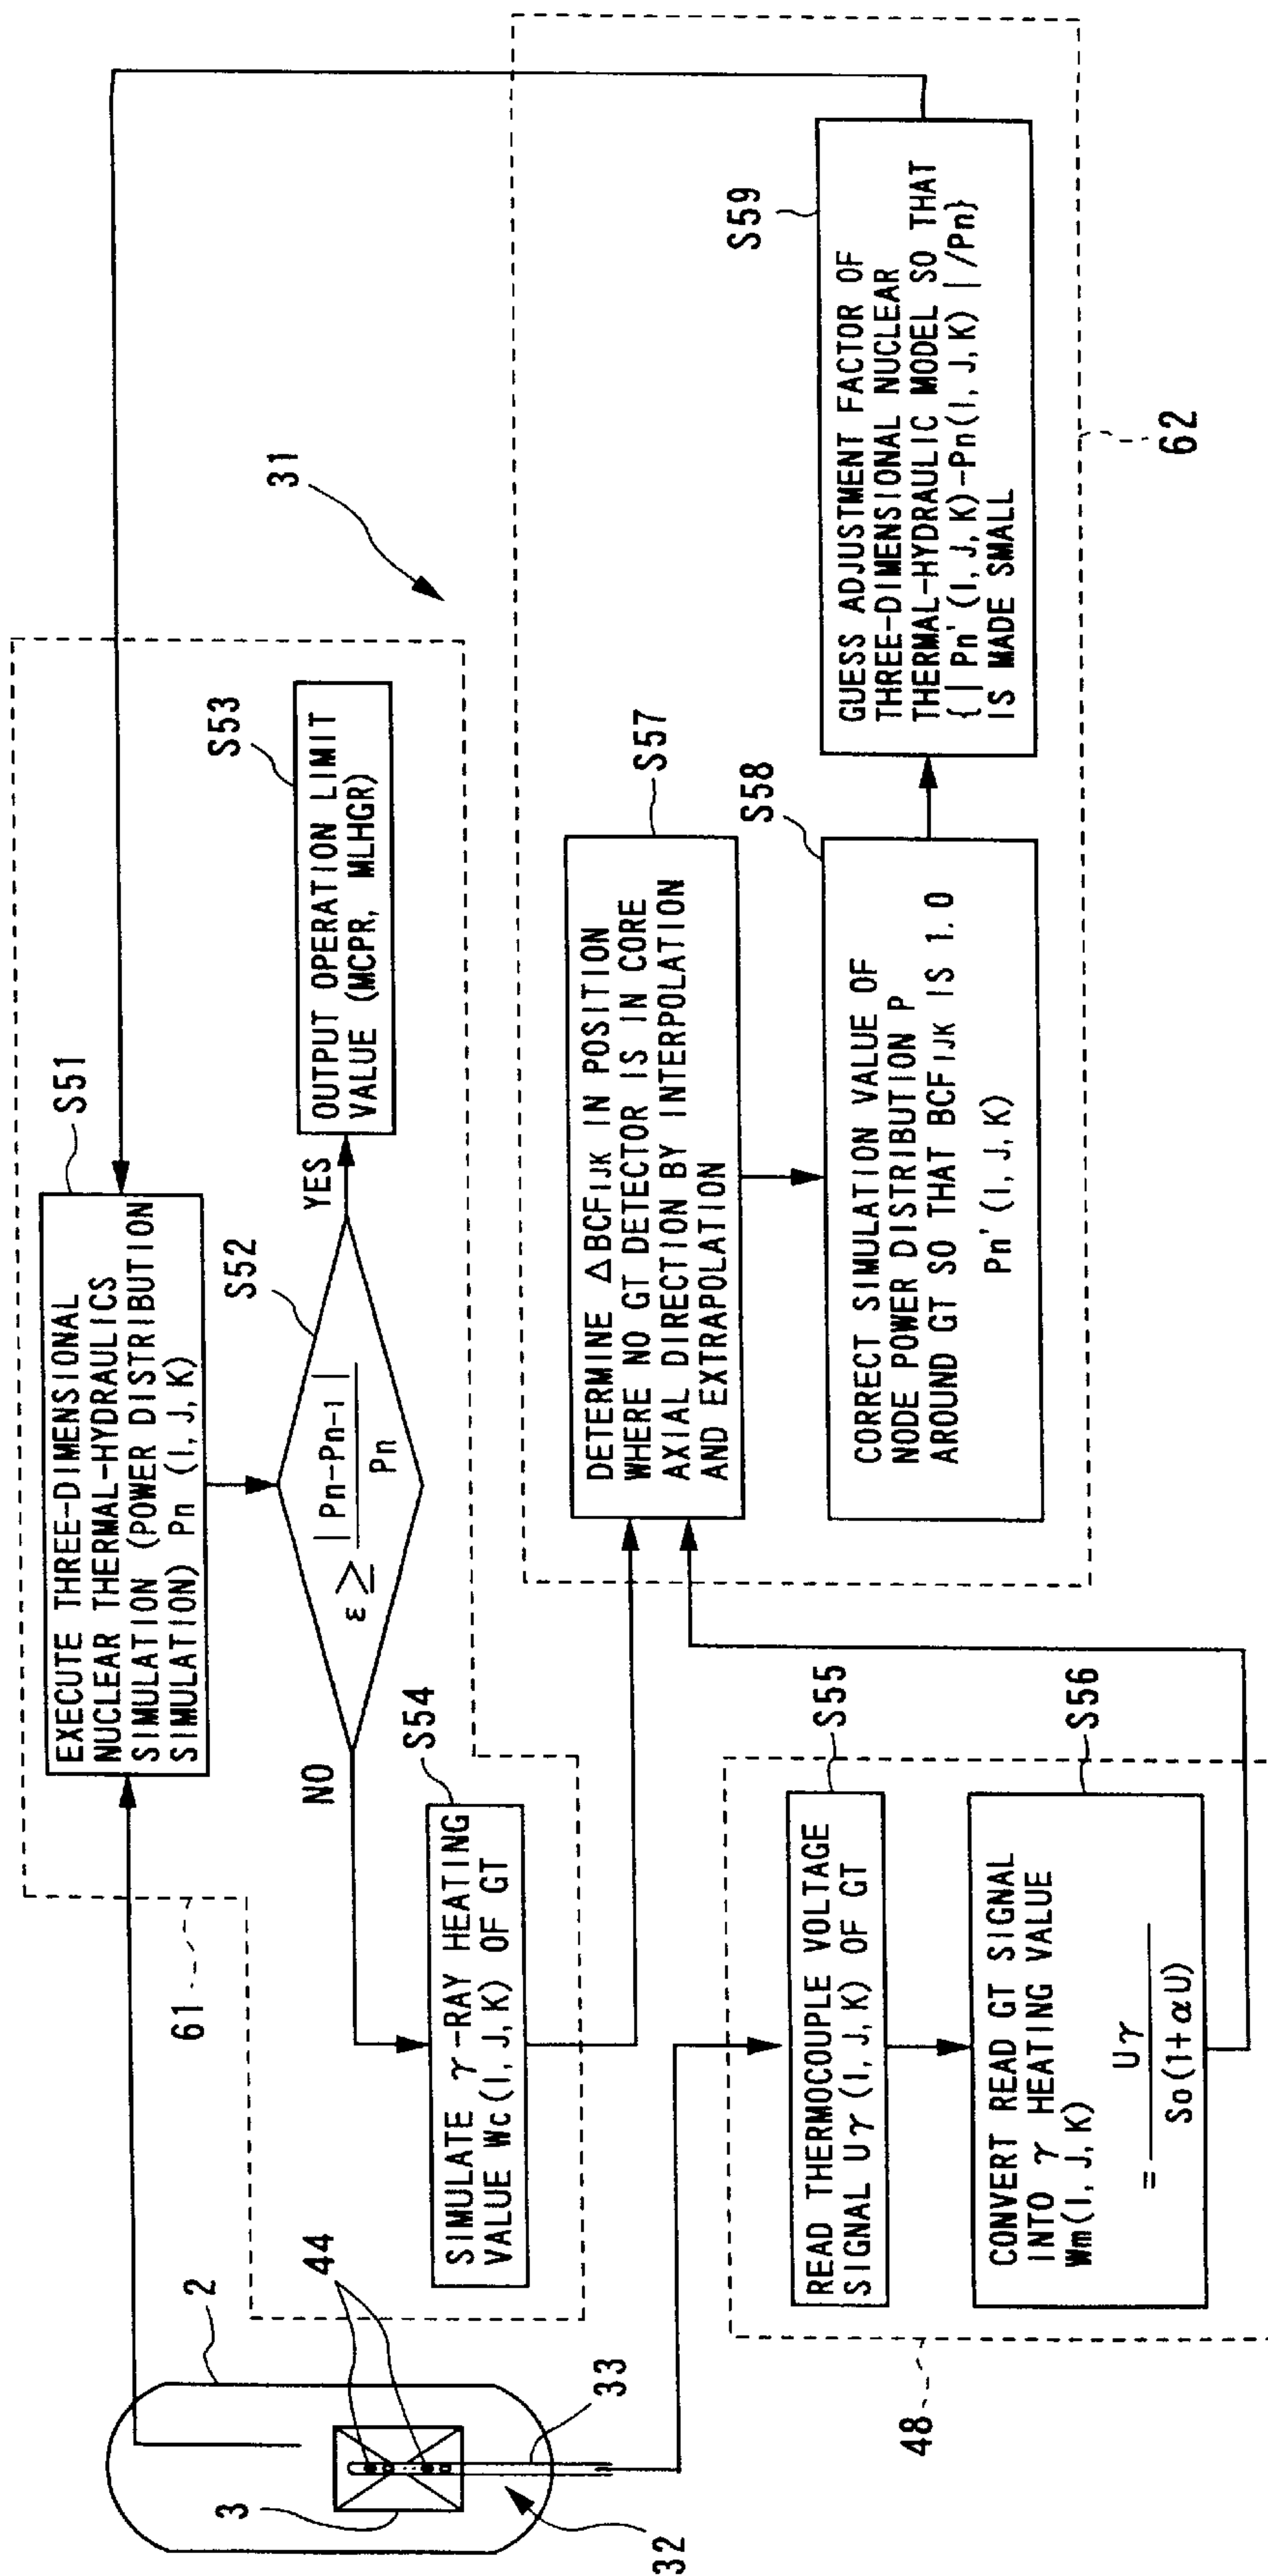 31
61
S51
EXECUTE THREE-DIMENSIONAL
NUCLEAR THERMAL-HYDRAULICS
SIMULATION (POWER DISTRIBUTION
SIMULATION) Pn (I, J, K)
S52
ε ≧ |Pn-Pn-1| / Pn
YES
NO
S53
OUTPUT OPERATION LIMIT
VALUE (MCPR, MLHGR)
S54
SIMULATE γ-RAY HEATING
VALUE Wc(I, J, K) OF GT
2
44
3
33
32
S55
READ THERMOCOUPLE VOLTAGE
SIGNAL Uγ(I, J, K) OF GT
S56
CONVERT READ GT SIGNAL
INTO γ HEATING VALUE
Wm(I, J, K)
= Uγ / So(1+αU)
48
S57
DETERMINE ΔBCFIJK IN POSITION
WHERE NO GT DETECTOR IS IN CORE
AXIAL DIRECTION BY INTERPOLATION
AND EXTRAPOLATION
S58
CORRECT SIMULATION VALUE OF
NODE POWER DISTRIBUTION P
AROUND GT SO THAT BCFIJK IS 1.0
Pn'(I, J, K)
S59
GUESS ADJUSTMENT FACTOR OF
THREE-DIMENSIONAL NUCLEAR
THERMAL-HYDRAULIC MODEL SO THAT
{|Pn'(I, J, K)-Pn(I, J, K)|/Pn}
IS MADE SMALL
62